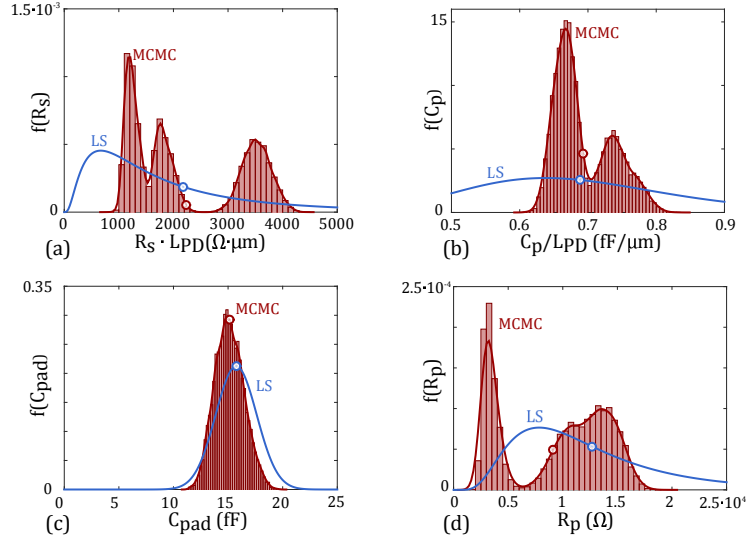 1.5·10⁻³
MCMC
LS
f(Rs)
0
0 1000 2000 3000 4000 5000
(a) Rs · LPD(Ω·μm)
15
MCMC
LS
f(Cp)
0
0.5 0.6 0.7 0.8 0.9
(b) Cp/LPD (fF/μm)
0.35
MCMC
LS
f(Cpad)
0
0 5 10 15 20 25
(c) Cpad (fF)
2.5·10⁻⁴
MCMC
LS
f(Rp)
0
0 0.5 1 1.5 2 2.5·10⁴
(d) Rp (Ω)